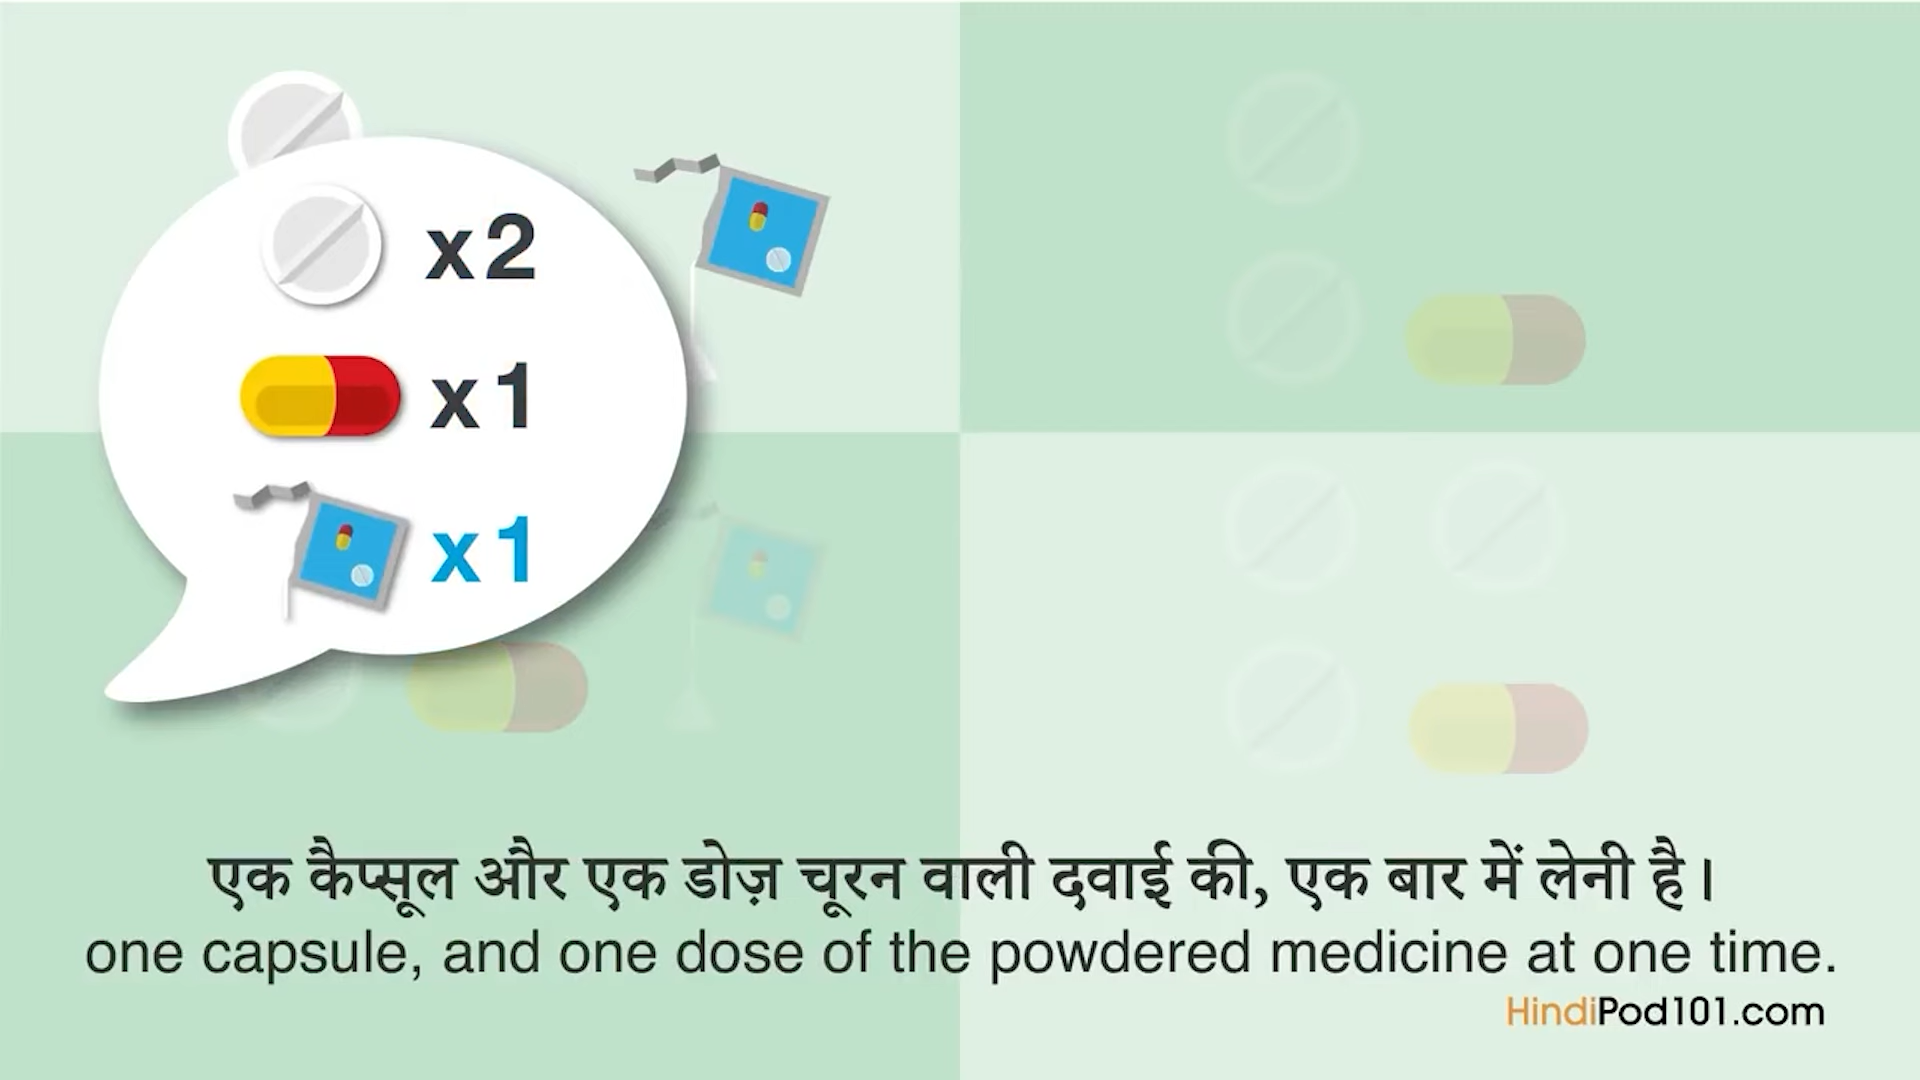 x2
x1
x1
एक कैप्सूल और एक डोज़ चूरन वाली दवाई की, एक बार में लेनी है।
one capsule, and one dose of the powdered medicine at one time.
HindiPod101.com